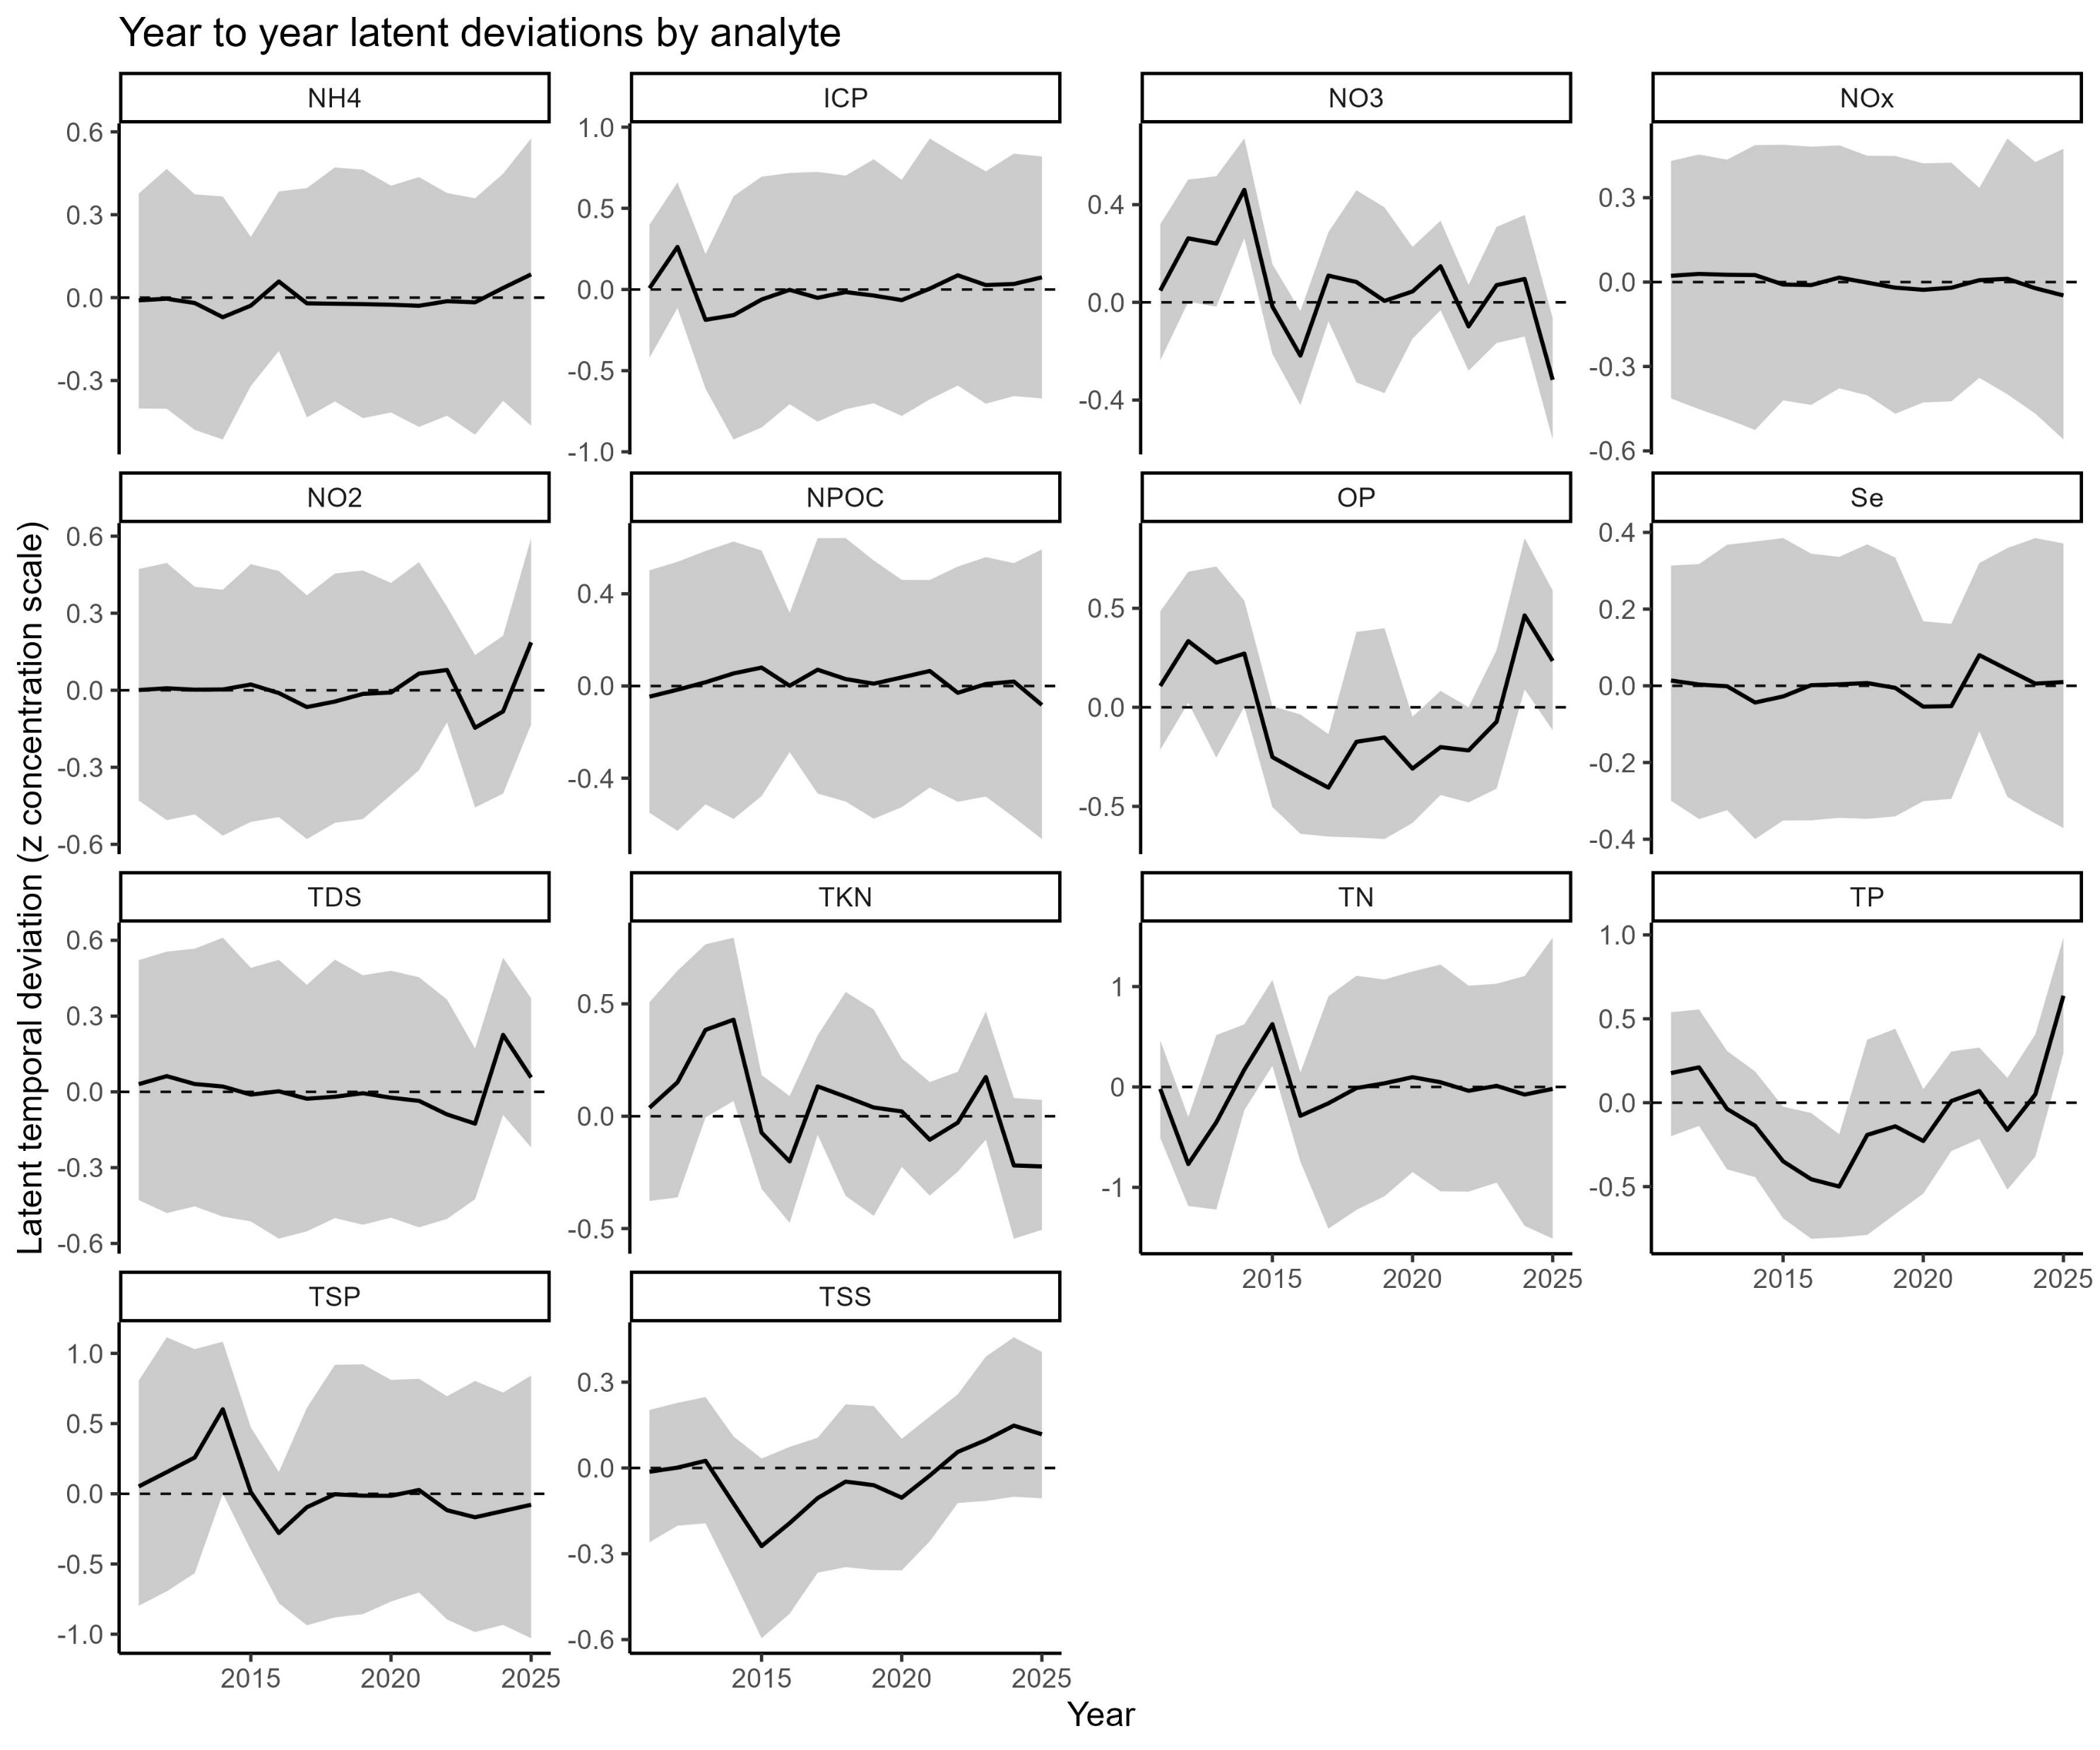 Year to year latent deviations by analyte
NH4
ICP
NO3
NOx
0.6
0.3
0.0
-0.3
1.0
0.5
0.0
-0.5
-1.0
0.4
0.0
-0.4
0.3
0.0
-0.3
-0.6
NO2
NPOC
OP
Se
0.6
0.3
0.0
-0.3
-0.6
0.4
0.0
-0.4
0.5
0.0
-0.5
0.4
0.2
0.0
-0.2
-0.4
Latent temporal deviation (z concentration scale)
TDS
TKN
TN
TP
0.6
0.3
0.0
-0.3
-0.6
0.5
0.0
-0.5
1
0
-1
1.0
0.5
0.0
-0.5
2015 2020 2025
2015 2020 2025
TSP
TSS
1.0
0.5
0.0
-0.5
-1.0
0.3
0.0
-0.3
-0.6
2015 2020 2025
2015 2020 2025
Year